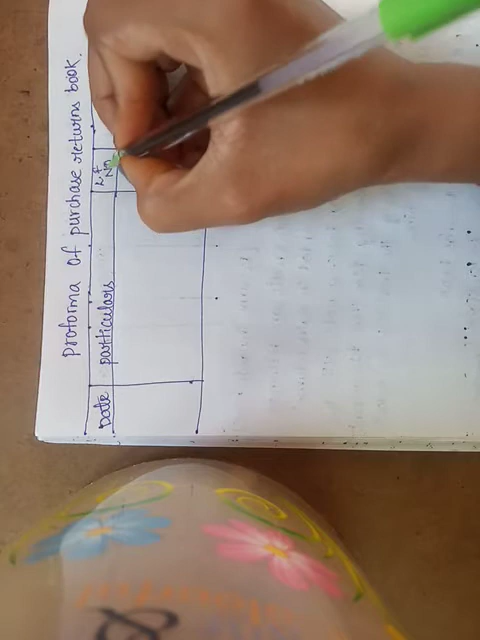 proforma of purchase returns book.
Date particulars L.f
No